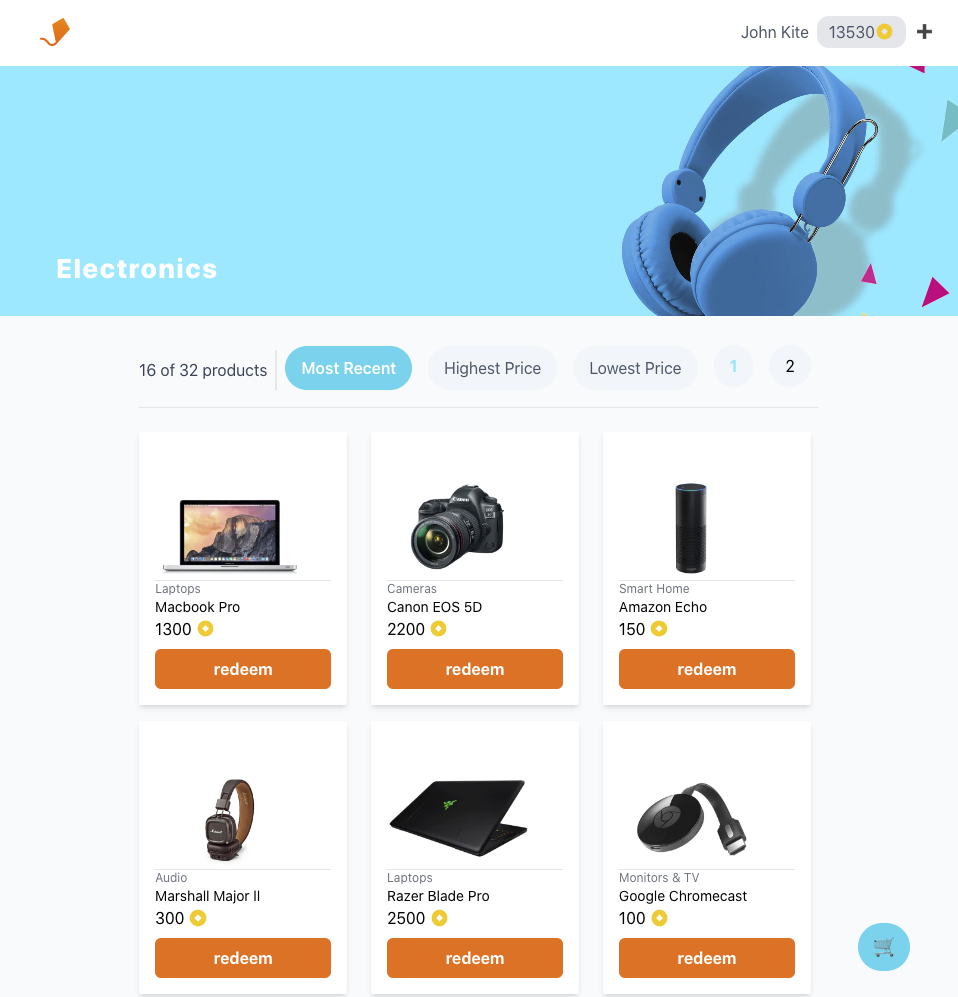 John Kite 13530
Electronics
16 of 32 products Most Recent Highest Price Lowest Price 1 2
Canon
Laptops
Macbook Pro
1300
redeem
Cameras
Canon EOS 5D
2200
redeem
Smart Home
Amazon Echo
150
redeem
Marshall
Audio
Marshall Major II
300
redeem
Laptops
Razer Blade Pro
2500
redeem
Monitors & TV
Google Chromecast
100
redeem